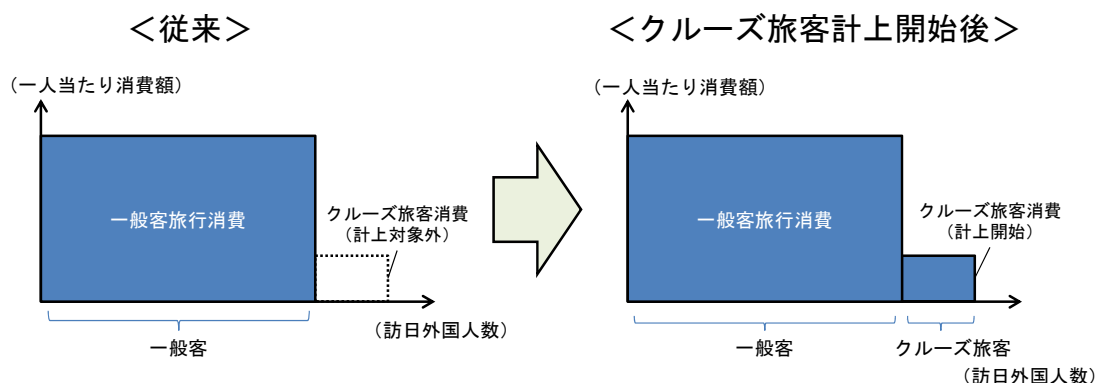 ＜従来＞
（一人当たり消費額）
一般客旅行消費
クルーズ旅客消費
（計上対象外）
（訪日外国人数）
一般客
＜クルーズ旅客計上開始後＞
（一人当たり消費額）
一般客旅行消費
クルーズ旅客消費
（計上開始）
一般客
クルーズ旅客
（訪日外国人数）